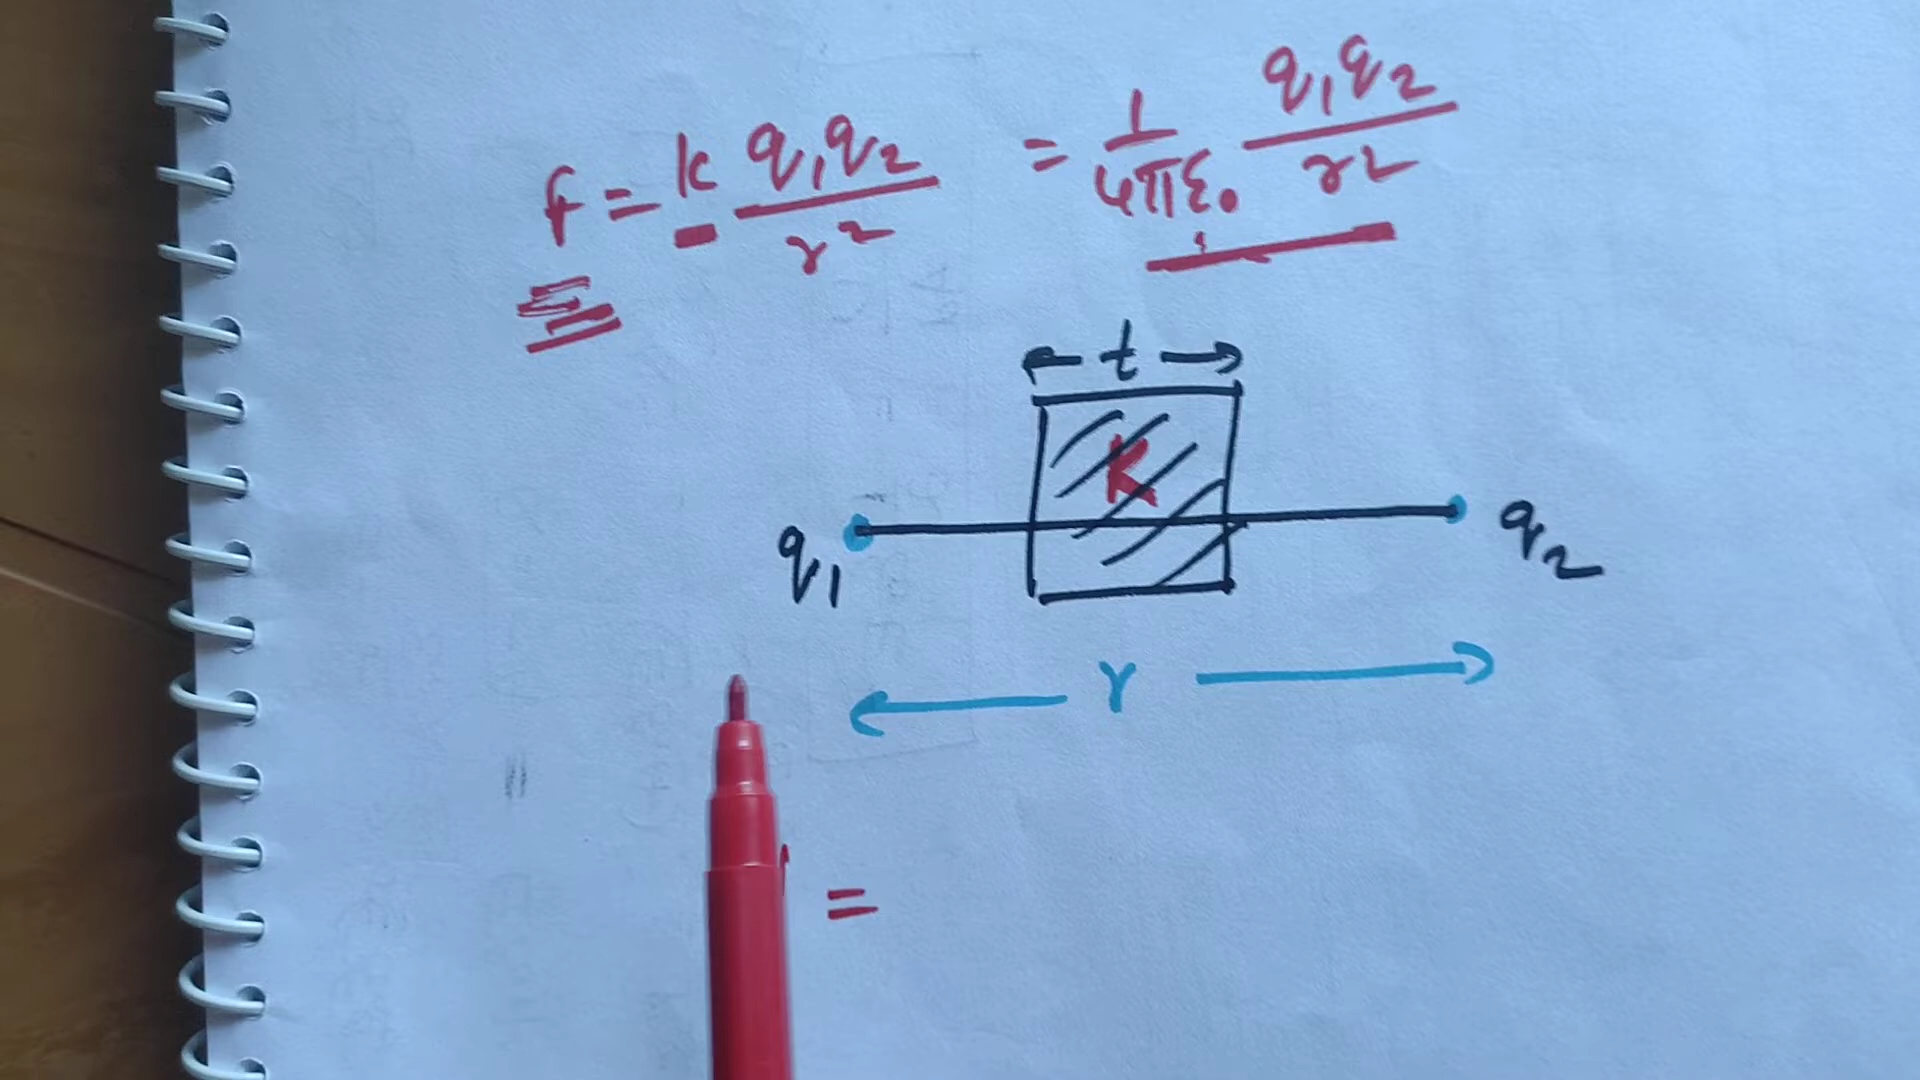 F = k q₁q₂ / r² = 1 / 4πε₀ q₁q₂ / r²
t
K
q₁ q₂
r
=